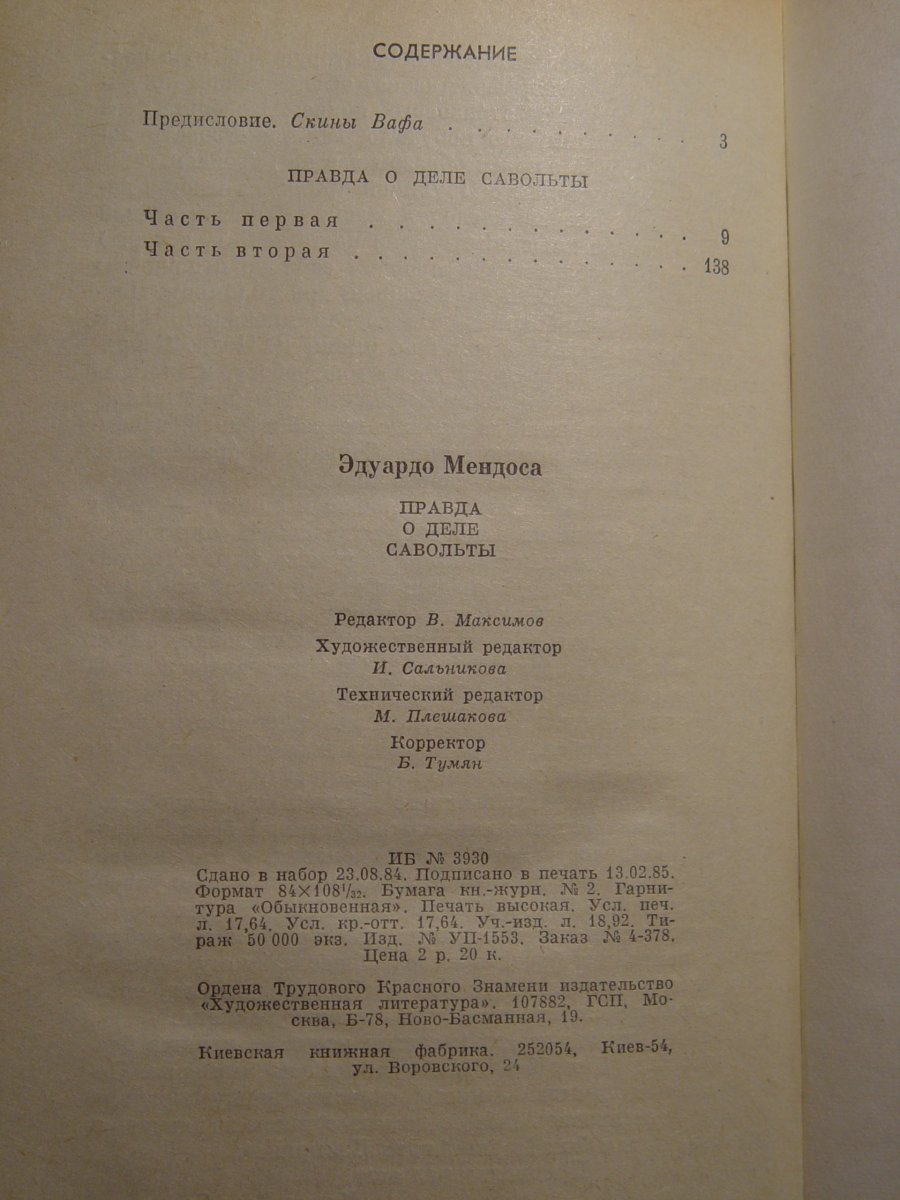 СОДЕРЖАНИЕ
Предисловие. Скины Вафа . . . . . . . . . . 3
ПРАВДА О ДЕЛЕ САВОЛЬТЫ
Часть первая . . . . . . . . . . . . 9
Часть вторая . . . . . . . . . . . . 138
Эдуардо Мендоса
ПРАВДА
О ДЕЛЕ
САВОЛЬТЫ
Редактор В. Максимов
Художественный редактор
И. Сальникова
Технический редактор
М. Плешакова
Корректор
Б. Тумян
ИБ № 3930
Сдано в набор 23.08.84. Подписано в печать 13.02.85.
Формат 84×108¹/₃₂. Бумага кн.-журн. № 2. Гарни-
тура «Обыкновенная». Печать высокая. Усл. печ.
л. 17,64. Усл. кр.-отт. 17,64. Уч.-изд. л. 18,92. Ти-
раж 50 000 экз. Изд. № УП-1553. Заказ № 4-378.
Цена 2 р. 20 к.
Ордена Трудового Красного Знамени издательство
«Художественная литература». 107882, ГСП, Мо-
сква, Б-78, Ново-Басманная, 19.
Киевская книжная фабрика. 252054, Киев-54,
ул. Воровского, 24